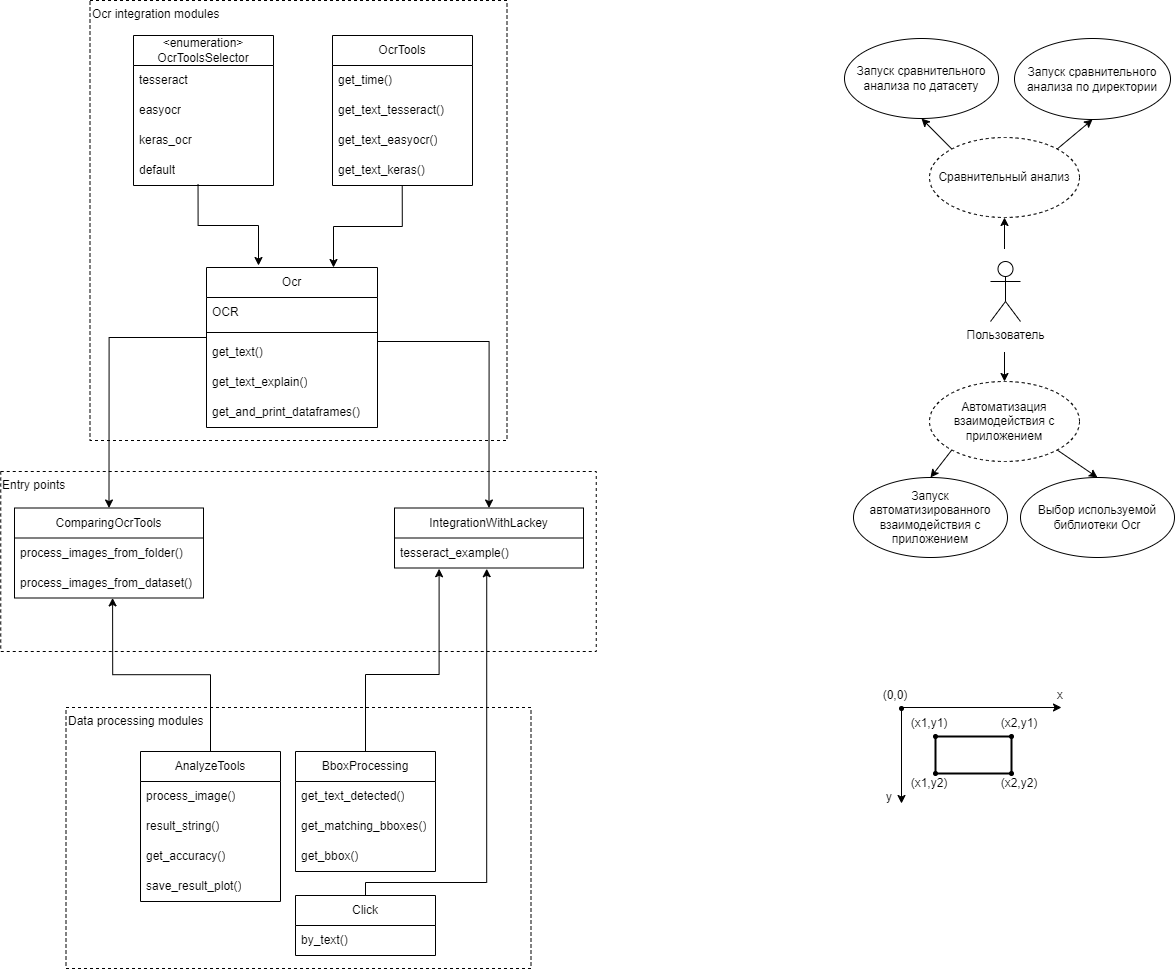 Ocr integration modules
<enumeration>
OcrToolsSelector
tesseract
easyocr
keras_ocr
default
OcrTools
get_time()
get_text_tesseract()
get_text_easyocr()
get_text_keras()
Ocr
OCR
get_text()
get_text_explain()
get_and_print_dataframes()
Entry points
ComparingOcrTools
process_images_from_folder()
process_images_from_dataset()
IntegrationWithLackey
tesseract_example()
Data processing modules
AnalyzeTools
process_image()
result_string()
get_accuracy()
save_result_plot()
BboxProcessing
get_text_detected()
get_matching_bboxes()
get_bbox()
Click
by_text()
Запуск сравнительного
анализа по датасету
Запуск сравнительного
анализа по директории
Сравнительный анализ
Пользователь
Автоматизация
взаимодействия с
приложением
Запуск
автоматизированного
взаимодействия с
приложением
Выбор используемой
библиотеки Ocr
(0,0)
x
(x1,y1)
(x2,y1)
(x1,y2)
(x2,y2)
y